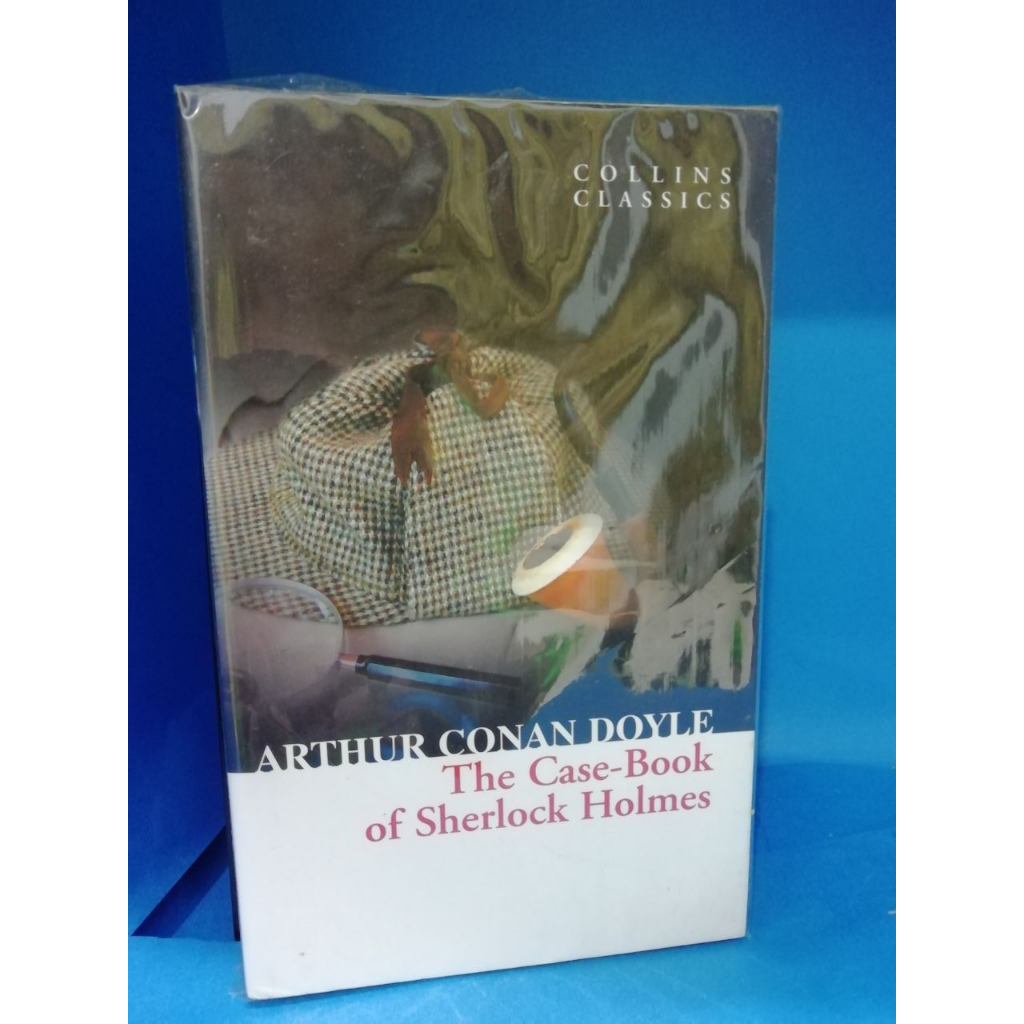 COLLINS
CLASSICS
ARTHUR CONAN DOYLE
The Case-Book
of Sherlock Holmes